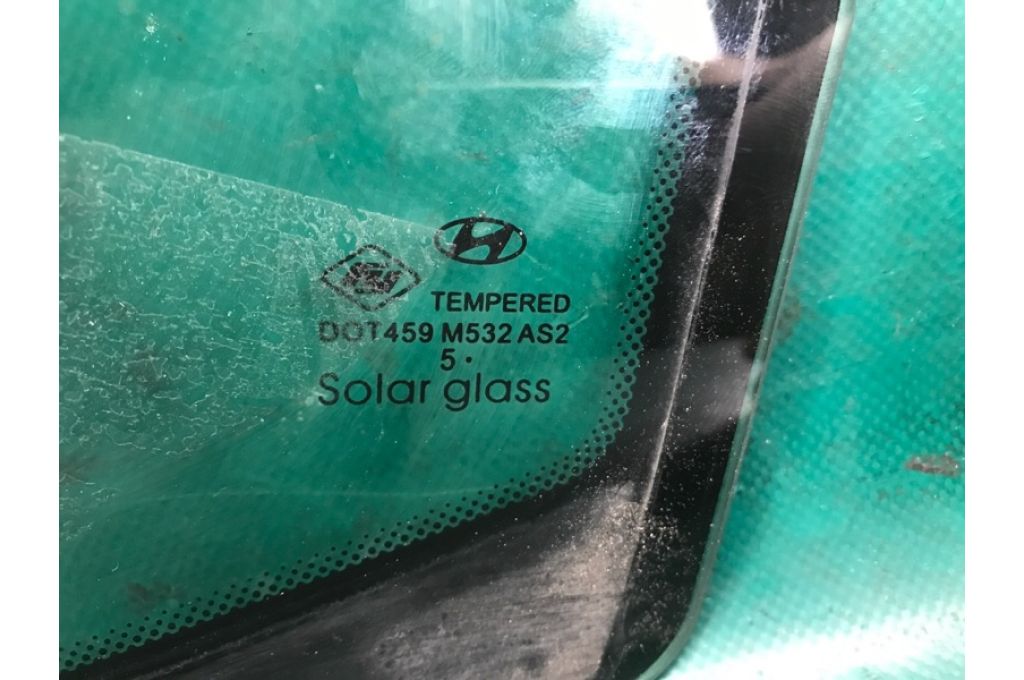 TEMPERED
DOT459 M532 AS2
5 •
Solar glass